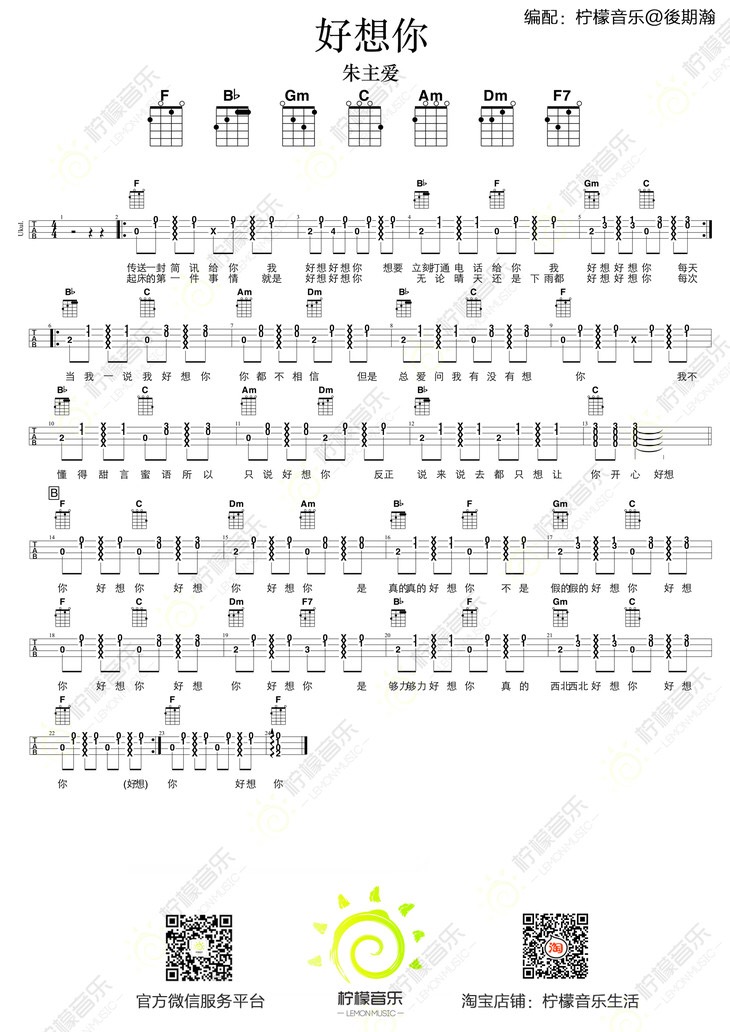 编配：柠檬音乐@後期瀚
好想你
朱主爱
F B♭ Gm C Am Dm F7
F B♭ F Gm C
传送一封 简 讯 给 你 我 好想好想你 想要 立刻打通 电 话 给 你 我 好想好想你 每天
起床的第 一 件 事 情 就是 好想好想你 无论 晴天 还 是 下 雨都 好想好想你 每次
B♭ C Am Dm B♭ C F
当 我 一 说 我 好 想 你 你 都 不 相 信 但是 总 爱 问 我 有 没 有 想 你 我不
B♭ C Am Dm B♭ C
懂 得 甜 言 蜜 语 所 以 只 说 好 想 你 反正 说 来 说 去 都 只 想 让 你 开 心 好想
B
F C Dm Am B♭ F Gm C
你 好 想 你 好 想 你 好 想 你 是 真的真的 好 想 你 不 是 假的假的 好 想 你 好 想
F C Dm F7 B♭ F Gm C
你 好 想 你 好 想 你 好 想 你 是 够力够力 好 想 你 真 的 西北西北 好 想 你 好 想
F F F
你 (好想) 你 好 想 你
柠檬音乐
LEMON MUSIC
官方微信服务平台
淘宝店铺：柠檬音乐生活